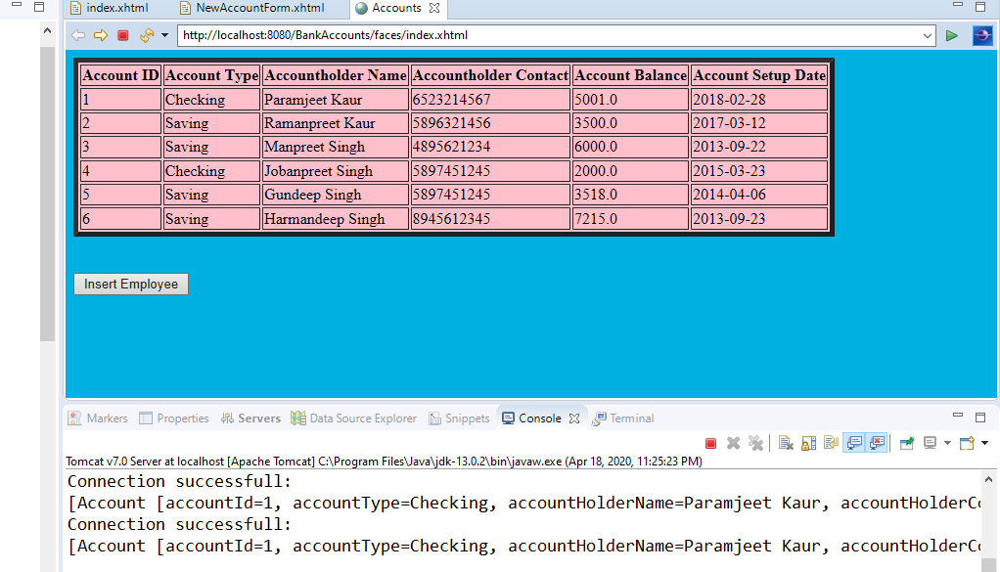 index.xhtml NewAccountForm.xhtml Accounts
http://localhost:8080/BankAccounts/faces/index.xhtml
Account ID Account Type Accountholder Name Accountholder Contact Account Balance Account Setup Date
1 Checking Paramjeet Kaur 6523214567 5001.0 2018-02-28
2 Saving Ramanpreet Kaur 5896321456 3500.0 2017-03-12
3 Saving Manpreet Singh 4895621234 6000.0 2013-09-22
4 Checking Jobanpreet Singh 5897451245 2000.0 2015-03-23
5 Saving Gundeep Singh 5897451245 3518.0 2014-04-06
6 Saving Harmandeep Singh 8945612345 7215.0 2013-09-23
Insert Employee
Markers Properties Servers Data Source Explorer Snippets Console Terminal
Tomcat v7.0 Server at localhost [Apache Tomcat] C:\Program Files\Java\jdk-13.0.2\bin\javaw.exe (Apr 18, 2020, 11:25:23 PM)
Connection successfull:
[Account [accountId=1, accountType=Checking, accountHolderName=Paramjeet Kaur, accountHolderCo
Connection successfull:
[Account [accountId=1, accountType=Checking, accountHolderName=Paramjeet Kaur, accountHolderCo